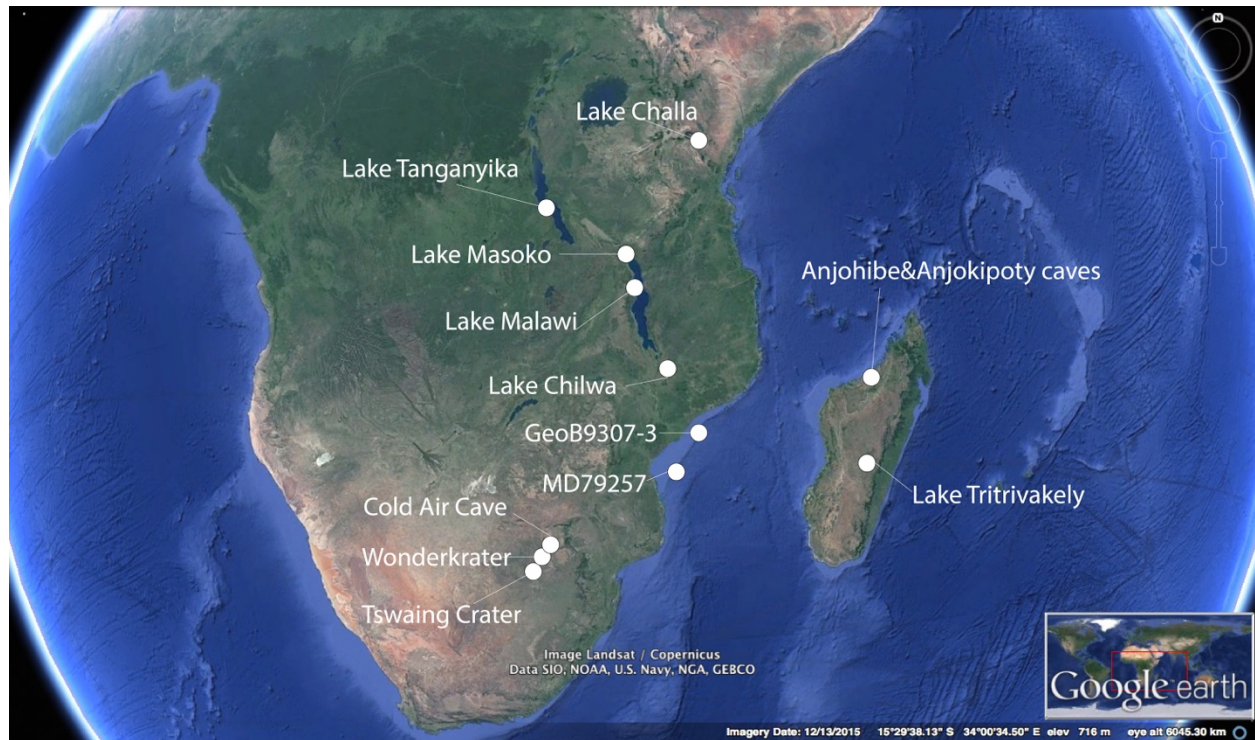 N
Lake Challa
Lake Tanganyika
Lake Masoko
Anjohibe&Anjokipoty caves
Lake Malawi
Lake Chilwa
GeoB9307-3
MD79257
Lake Tritrivakely
Cold Air Cave
Wonderkrater
Tswaing Crater
Image Landsat / Copernicus
Data SIO, NOAA, U.S. Navy, NGA, GEBCO
Google earth
Imagery Date: 12/13/2015 15°29'38.13" S 34°00'34.50" E elev 716 m eye alt 6045.30 km